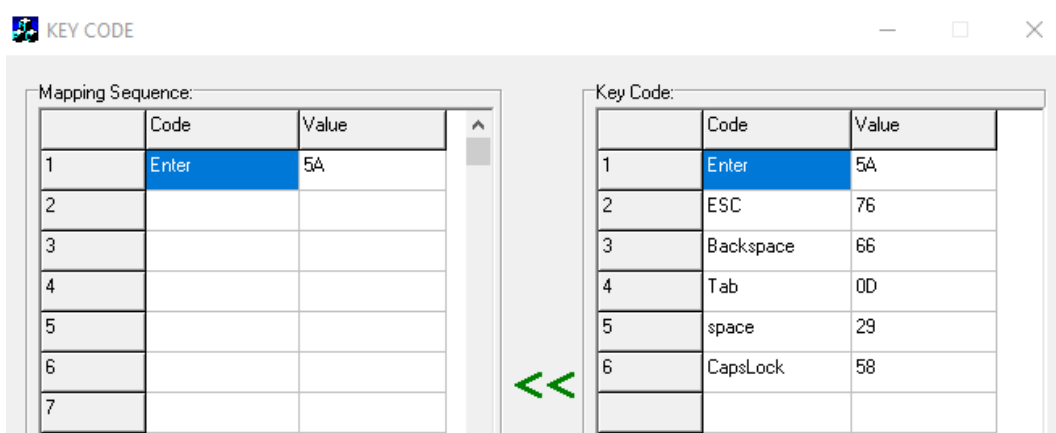 KEY CODE
Mapping Sequence:
Code Value
1 Enter 5A
2
3
4
5
6
7
<<
Key Code:
Code Value
1 Enter 5A
2 ESC 76
3 Backspace 66
4 Tab 0D
5 space 29
6 CapsLock 58